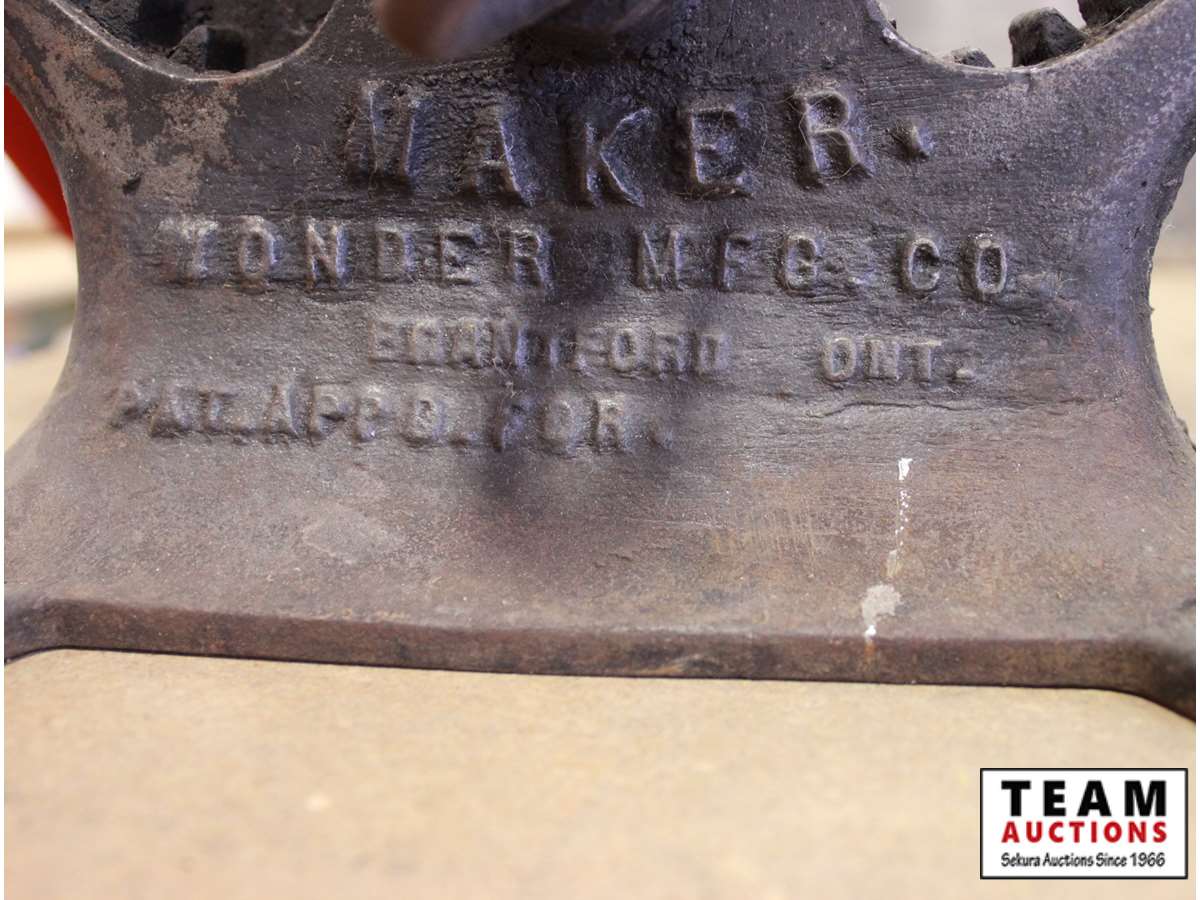 MAKER.
WONDER MFG. CO
BRANTFORD ONT.
PAT. APPD. FOR.
TEAM
AUCTIONS
Sekura Auctions Since 1966